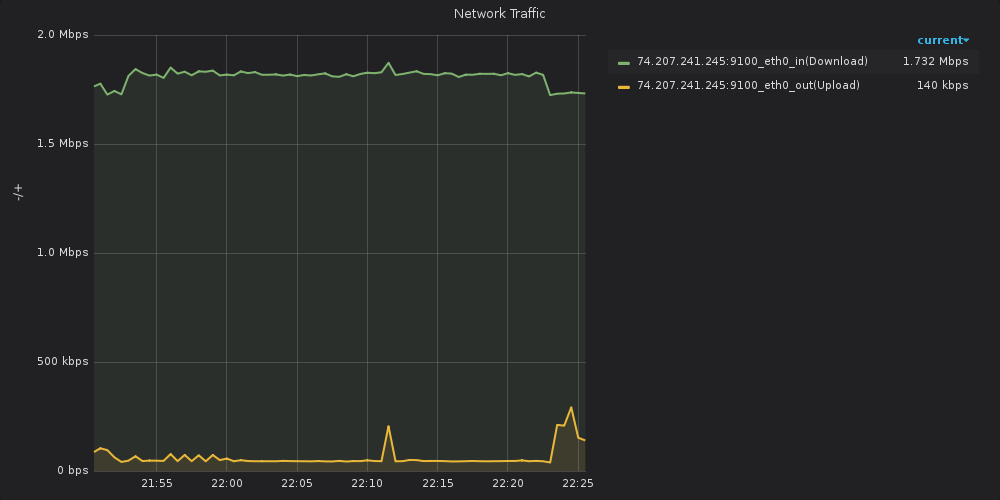 Network Traffic
current
74.207.241.245:9100_eth0_in(Download) 1.732 Mbps
74.207.241.245:9100_eth0_out(Upload) 140 kbps
2.0 Mbps
1.5 Mbps
1.0 Mbps
500 kbps
0 bps
-/+
21:55 22:00 22:05 22:10 22:15 22:20 22:25